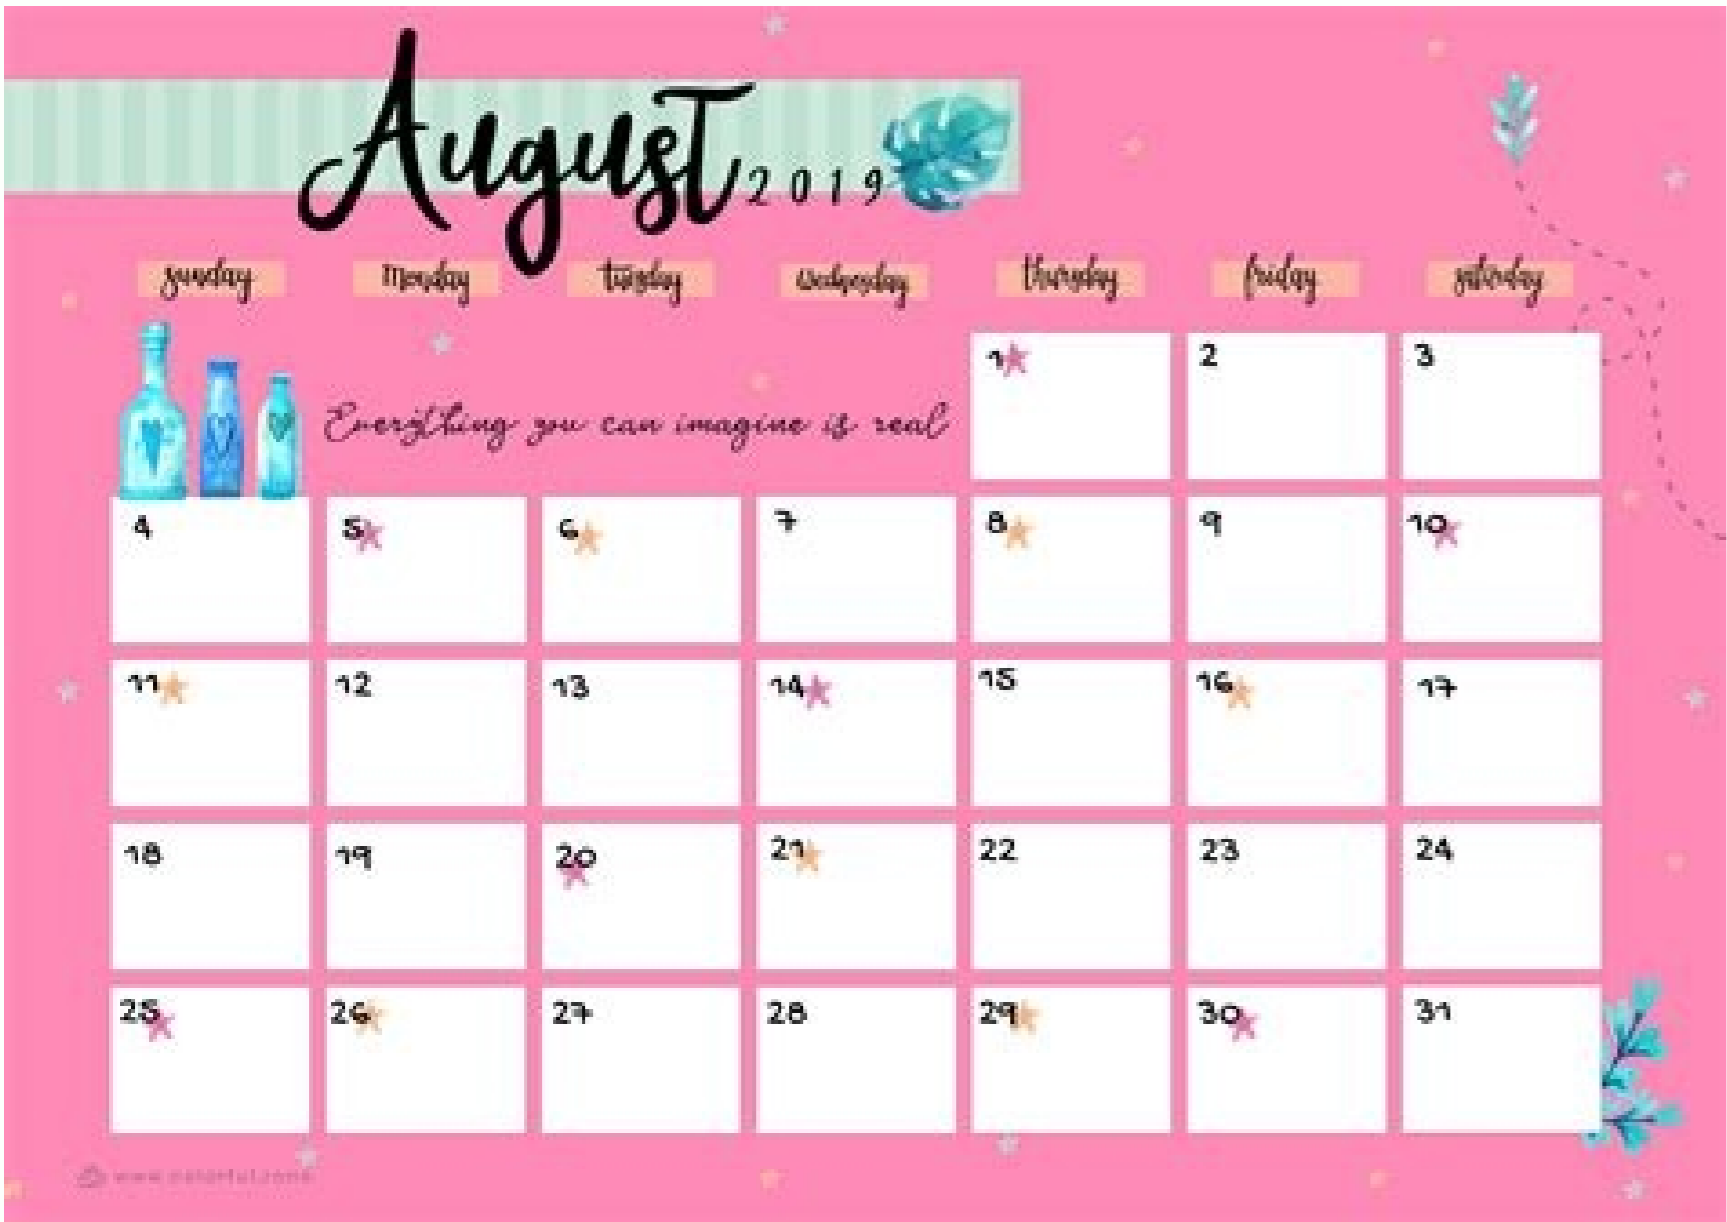 August 2019
sunday Monday tuesday wednesday thursday friday saturday
1 2 3
Everything you can imagine is real
4 5 6 7 8 9 10
11 12 13 14 15 16 17
18 19 20 21 22 23 24
25 26 27 28 29 30 31